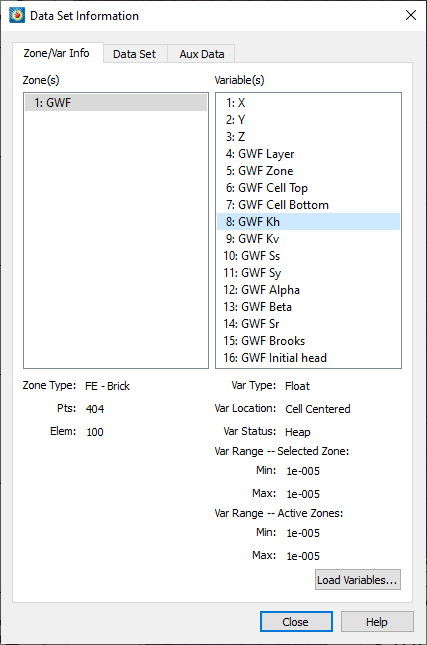 Data Set Information
Zone/Var Info Data Set Aux Data
Zone(s)
1: GWF
Variable(s)
1: X
2: Y
3: Z
4: GWF Layer
5: GWF Zone
6: GWF Cell Top
7: GWF Cell Bottom
8: GWF Kh
9: GWF Kv
10: GWF Ss
11: GWF Sy
12: GWF Alpha
13: GWF Beta
14: GWF Sr
15: GWF Brooks
16: GWF Initial head
Zone Type: FE - Brick
Pts: 404
Elem: 100
Var Type: Float
Var Location: Cell Centered
Var Status: Heap
Var Range -- Selected Zone:
Min: 1e-005
Max: 1e-005
Var Range -- Active Zones:
Min: 1e-005
Max: 1e-005
Load Variables...
Close Help